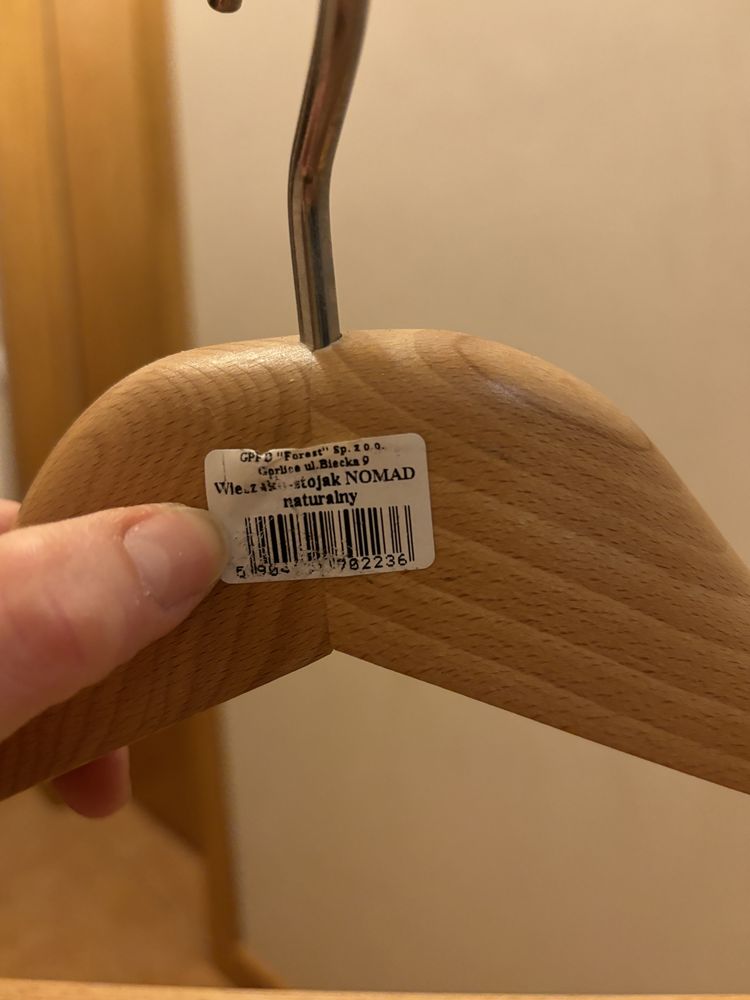 "Forest" Sp. z o.o.
Gorlice ul.Biecka 9
NOMAD
naturalny
702236